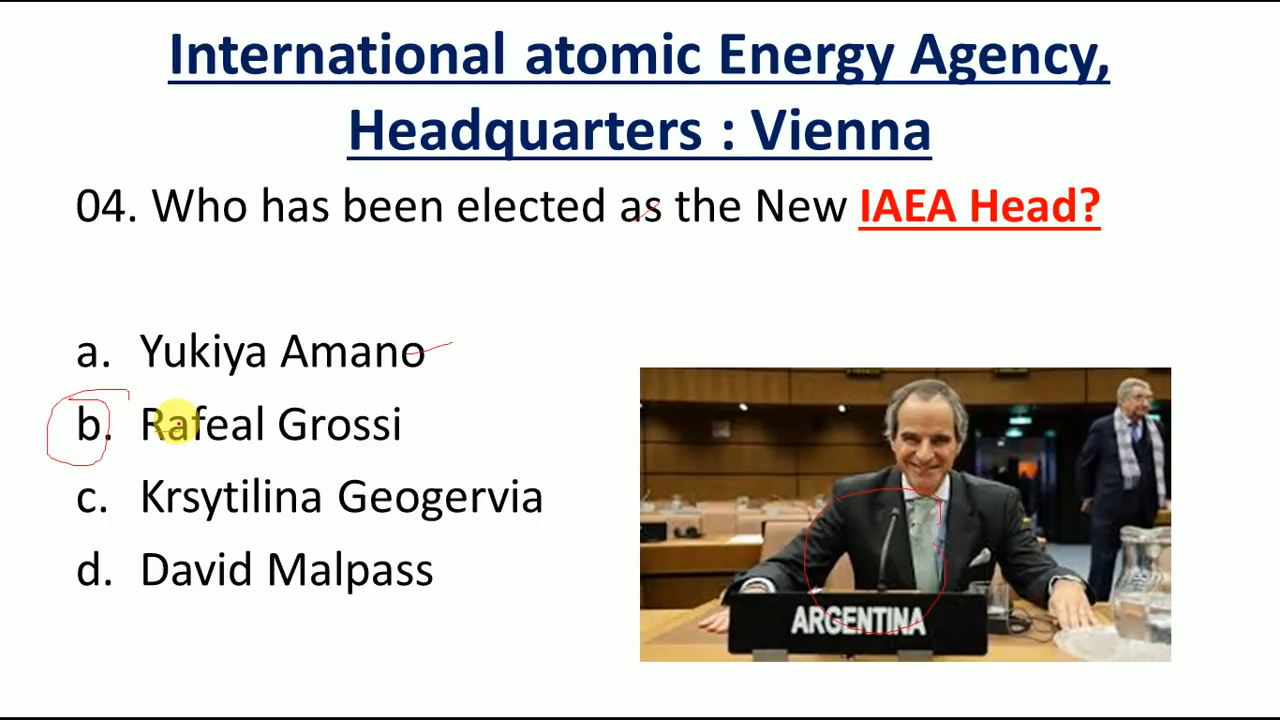 International atomic Energy Agency,
Headquarters : Vienna
04. Who has been elected as the New IAEA Head?
a. Yukiya Amano
b. Rafeal Grossi
c. Krsytilina Geogervia
d. David Malpass
ARGENTINA